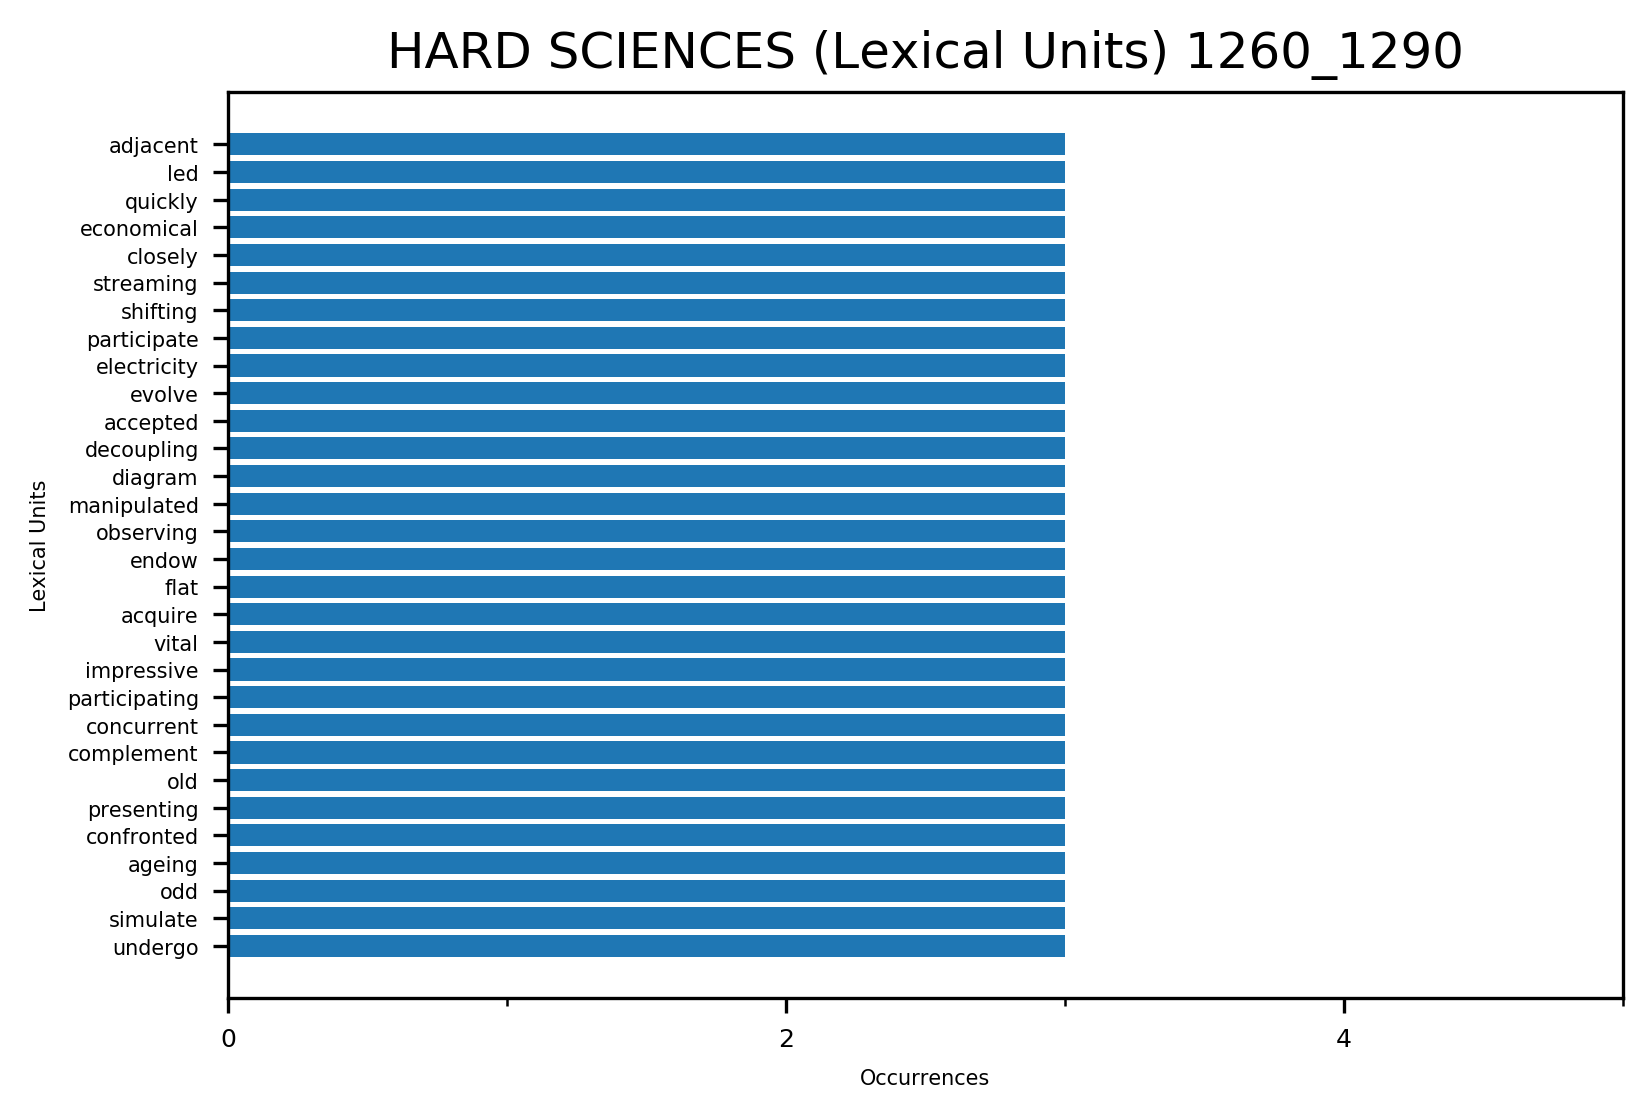 HARD SCIENCES (Lexical Units) 1260_1290
adjacent
led
quickly
economical
closely
streaming
shifting
participate
electricity
evolve
accepted
decoupling
diagram
manipulated
observing
endow
flat
acquire
vital
impressive
participating
concurrent
complement
old
presenting
confronted
ageing
odd
simulate
undergo
Lexical Units
0 2 4
Occurrences